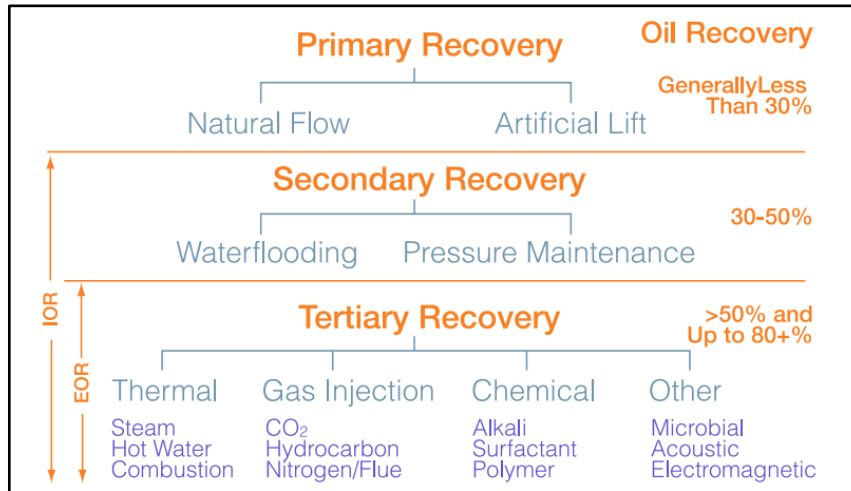 Primary Recovery
Oil Recovery
GenerallyLess
Than 30%
Natural Flow
Artificial Lift
Secondary Recovery
30-50%
Waterflooding
Pressure Maintenance
IOR
EOR
Tertiary Recovery
>50% and
Up to 80+%
Thermal
Gas Injection
Chemical
Other
Steam
Hot Water
Combustion
CO₂
Hydrocarbon
Nitrogen/Flue
Alkali
Surfactant
Polymer
Microbial
Acoustic
Electromagnetic